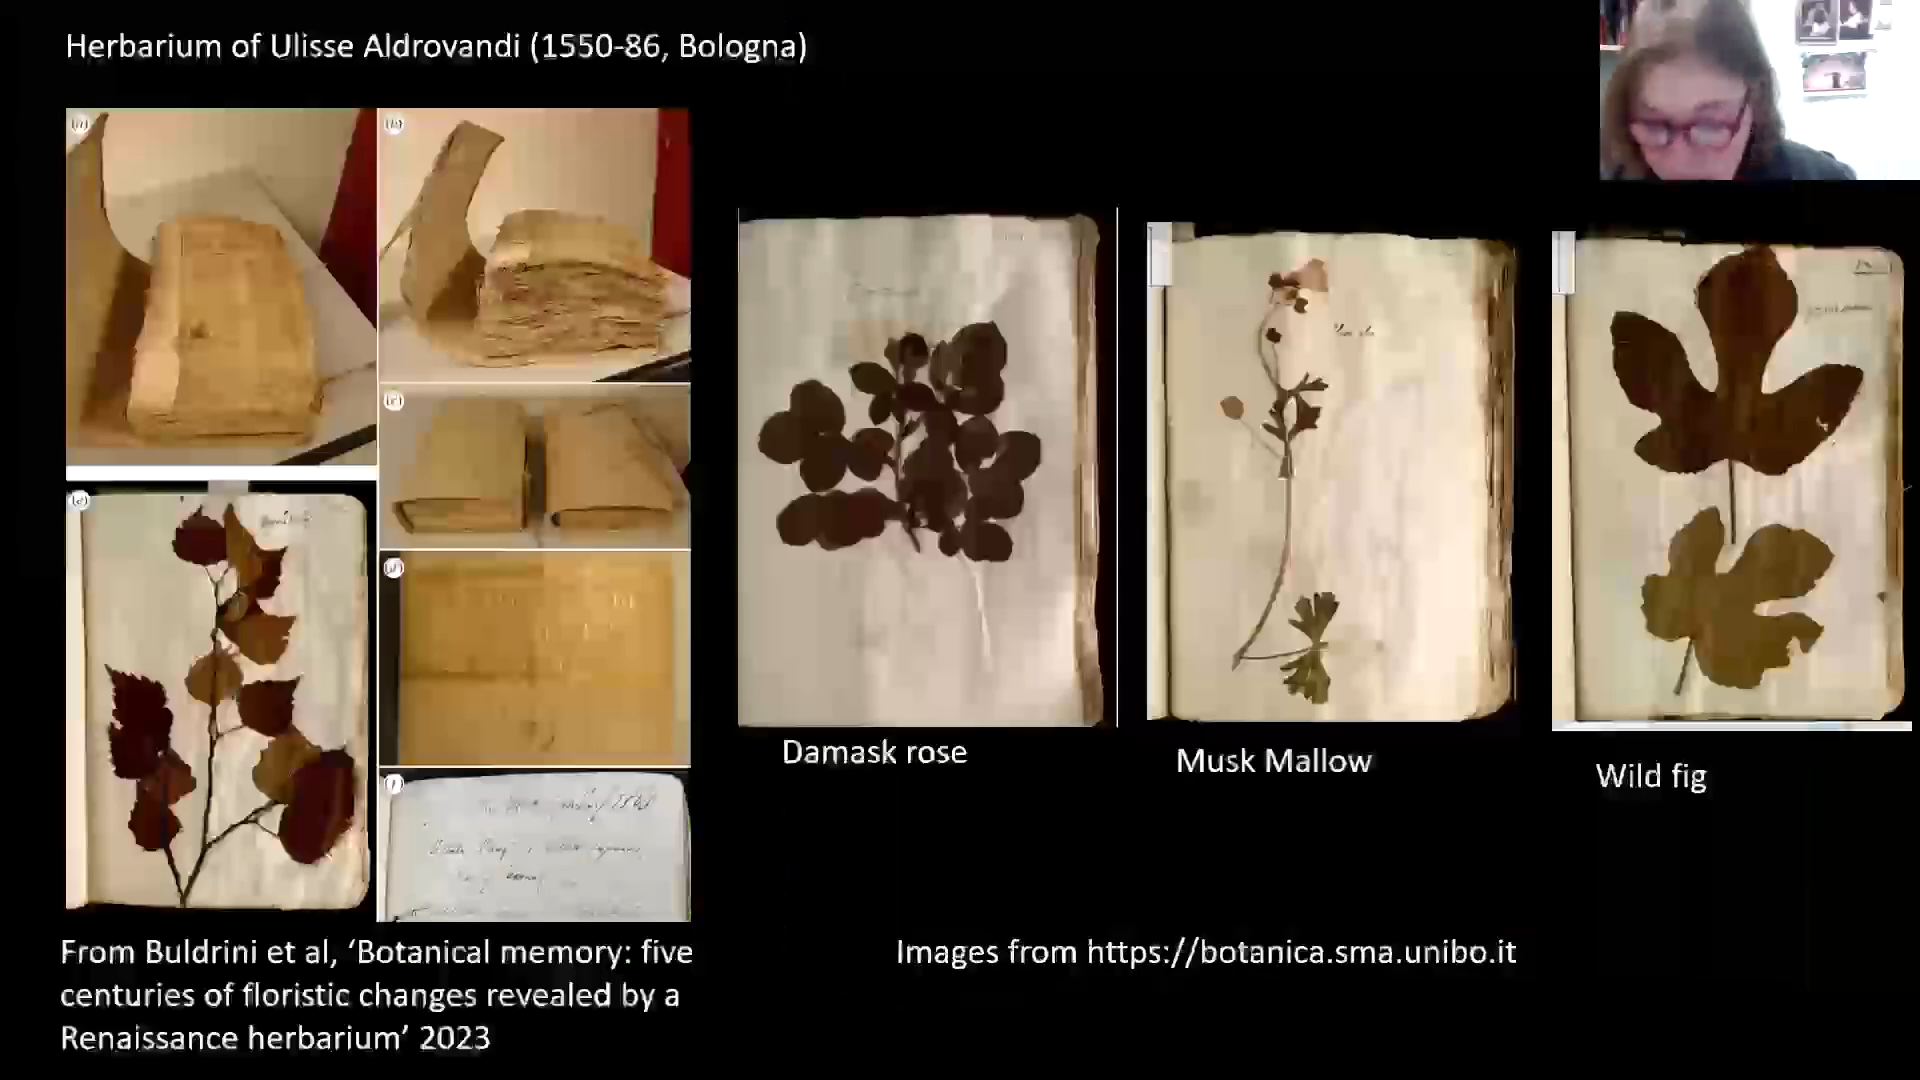 Herbarium of Ulisse Aldrovandi (1550-86, Bologna)
(a)
(b)
(c)
(d)
(e)
(f)
Damask rose
Musk Mallow
Wild fig
From Buldrini et al, ‘Botanical memory: five
centuries of floristic changes revealed by a
Renaissance herbarium’ 2023
Images from https://botanica.sma.unibo.it